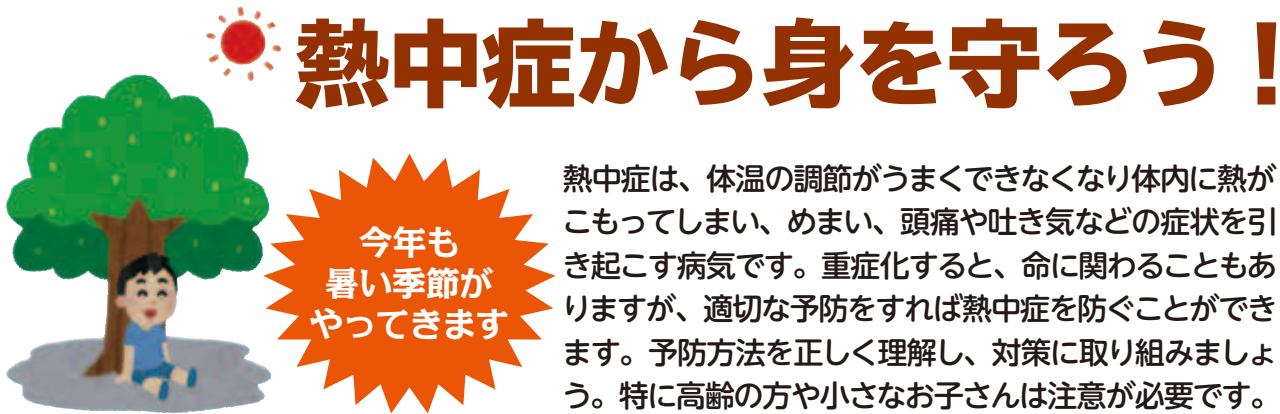 熱中症から身を守ろう！
今年も
暑い季節が
やってきます
熱中症は、体温の調節がうまくできなくなり体内に熱が
こもってしまい、めまい、頭痛や吐き気などの症状を引
き起こす病気です。重症化すると、命に関わることもあ
りますが、適切な予防をすれば熱中症を防ぐことができ
ます。予防方法を正しく理解し、対策に取り組みましょ
う。特に高齢の方や小さなお子さんは注意が必要です。